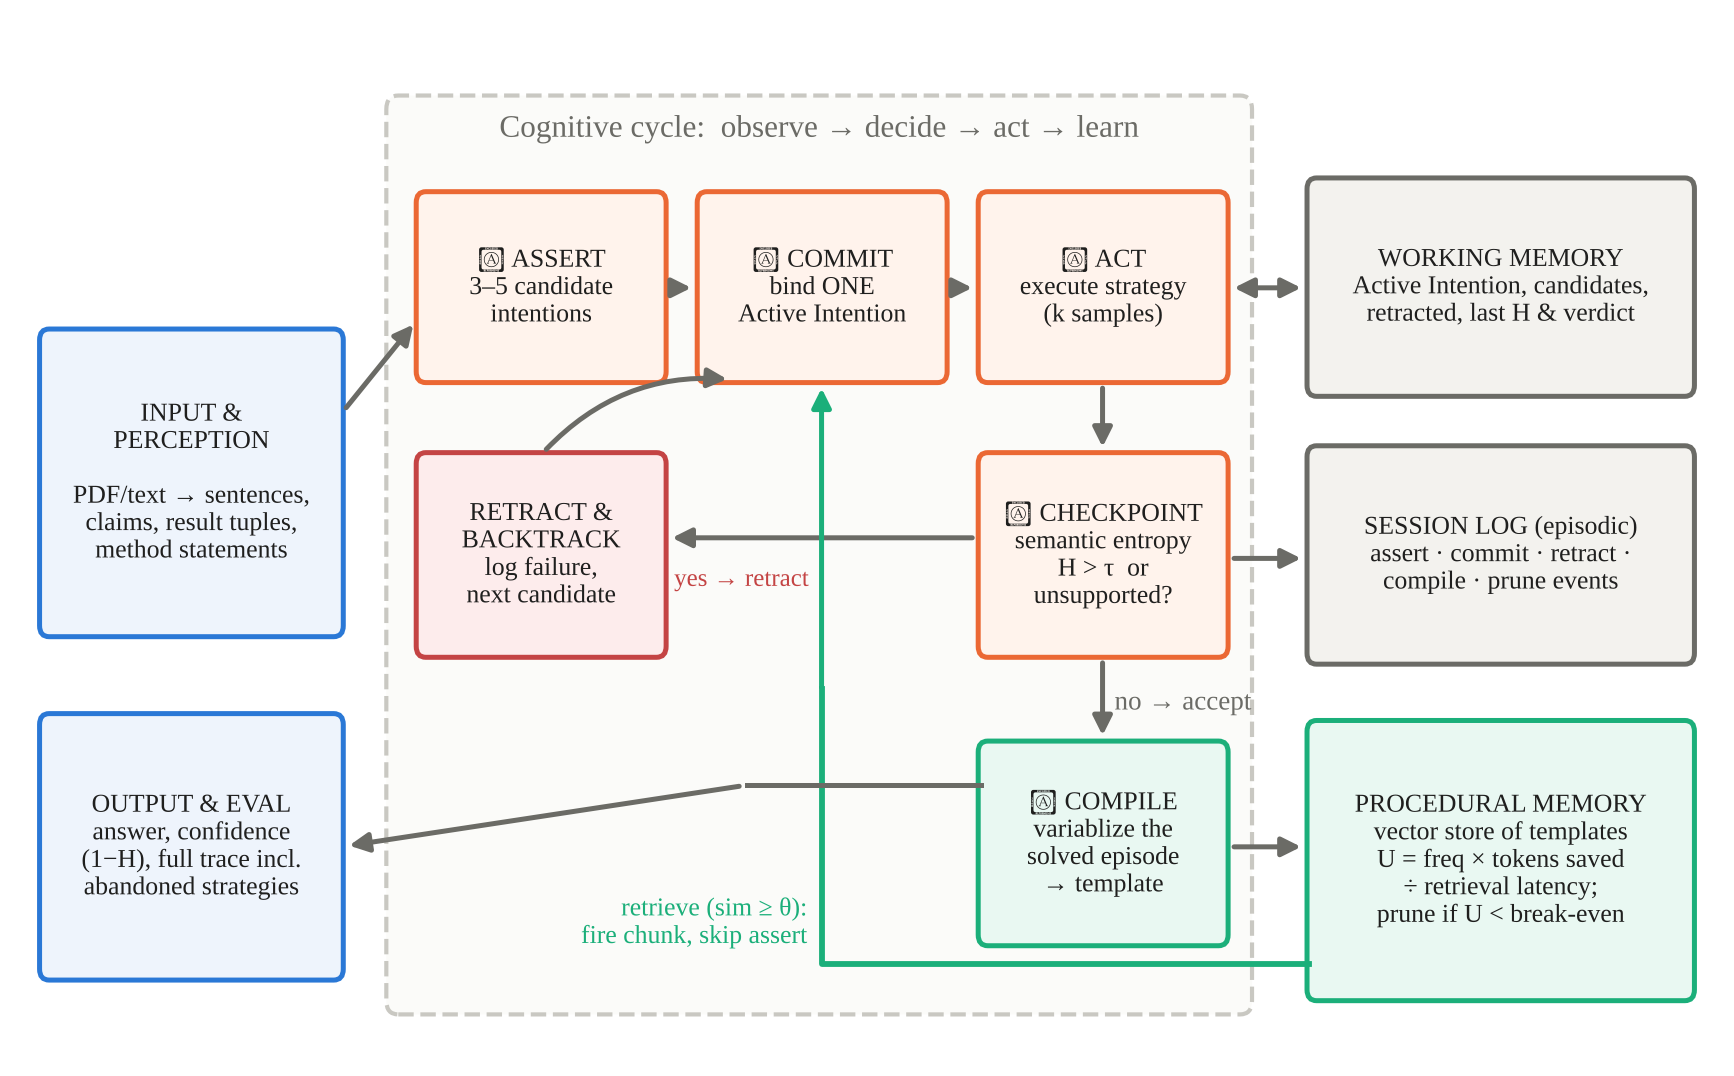 Cognitive cycle: observe → decide → act → learn
ASSERT
3–5 candidate
intentions
COMMIT
bind ONE
Active Intention
ACT
execute strategy
(k samples)
WORKING MEMORY
Active Intention, candidates,
retracted, last H & verdict
INPUT &
PERCEPTION
PDF/text → sentences,
claims, result tuples,
method statements
RETRACT &
BACKTRACK
log failure,
next candidate
yes → retract
CHECKPOINT
semantic entropy
H > τ or
unsupported?
SESSION LOG (episodic)
assert · commit · retract ·
compile · prune events
no → accept
OUTPUT & EVAL
answer, confidence
(1−H), full trace incl.
abandoned strategies
COMPILE
variablize the
solved episode
→ template
PROCEDURAL MEMORY
vector store of templates
U = freq × tokens saved
÷ retrieval latency;
prune if U < break-even
retrieve (sim ≥ θ):
fire chunk, skip assert